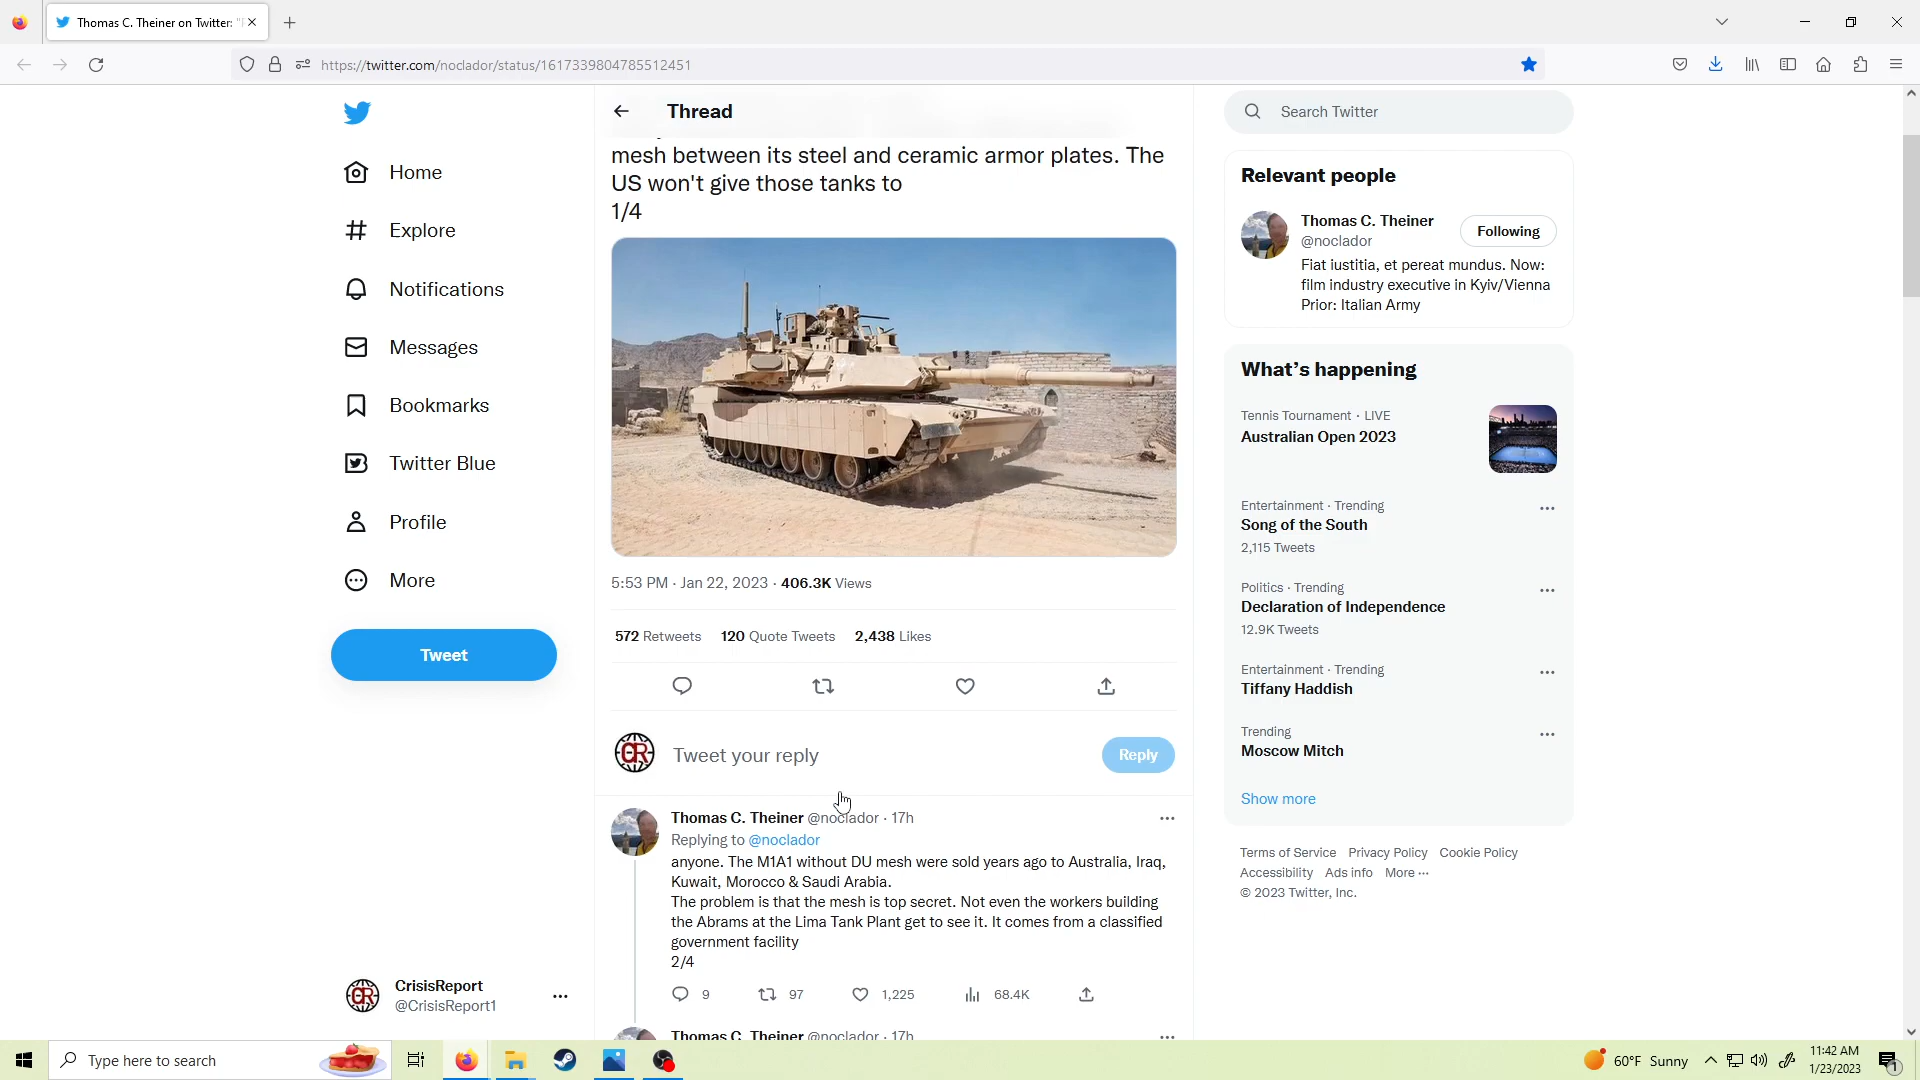 Thomas C. Theiner on Twitter: "
https://twitter.com/noclador/status/1617339804785512451
Home
Explore
Notifications
Messages
Bookmarks
Twitter Blue
Profile
More
Tweet
CrisisReport
@CrisisReport1
Thread
mesh between its steel and ceramic armor plates. The
US won't give those tanks to
1/4
5:53 PM · Jan 22, 2023 · 406.3K Views
572 Retweets 120 Quote Tweets 2,438 Likes
Tweet your reply
Reply
Thomas C. Theiner @noclador · 17h
Replying to @noclador
anyone. The M1A1 without DU mesh were sold years ago to Australia, Iraq,
Kuwait, Morocco & Saudi Arabia.
The problem is that the mesh is top secret. Not even the workers building
the Abrams at the Lima Tank Plant get to see it. It comes from a classified
government facility
2/4
9 97 1,225 68.4K
Thomas C. Theiner @noclador · 17h
Search Twitter
Relevant people
Thomas C. Theiner
@noclador
Following
Fiat iustitia, et pereat mundus. Now:
film industry executive in Kyiv/Vienna
Prior: Italian Army
What's happening
Tennis Tournament · LIVE
Australian Open 2023
Entertainment · Trending
Song of the South
2,115 Tweets
Politics · Trending
Declaration of Independence
12.9K Tweets
Entertainment · Trending
Tiffany Haddish
Trending
Moscow Mitch
Show more
Terms of Service Privacy Policy Cookie Policy
Accessibility Ads info More ···
© 2023 Twitter, Inc.
Type here to search
60°F Sunny
11:42 AM
1/23/2023
1